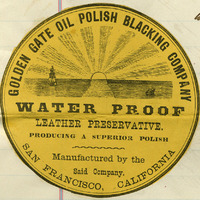 GOLDEN GATE OIL POLISH BLACKING COMPANY
WATER PROOF
LEATHER PRESERVATIVE.
PRODUCING A SUPERIOR POLISH
Manufactured by the
Said Company.
SAN FRANCISCO, CALIFORNIA